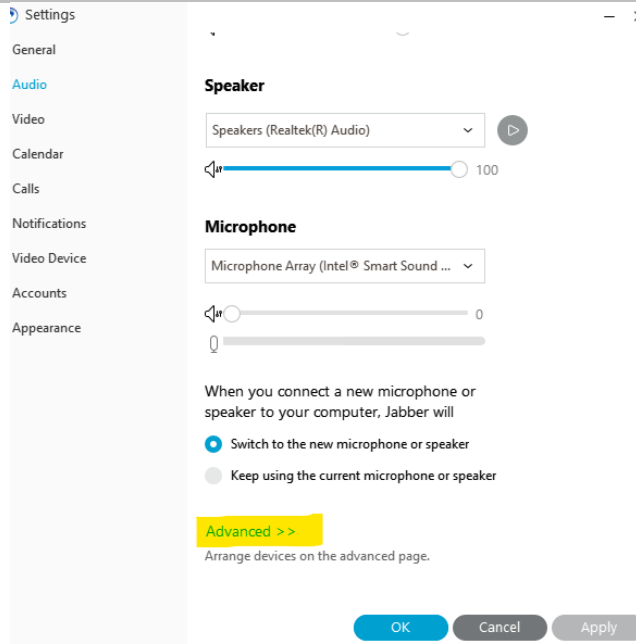 Settings
General
Audio
Video
Calendar
Calls
Notifications
Video Device
Accounts
Appearance
Speaker
Speakers (Realtek(R) Audio)
100
Microphone
Microphone Array (Intel® Smart Sound ...
0
When you connect a new microphone or
speaker to your computer, Jabber will
Switch to the new microphone or speaker
Keep using the current microphone or speaker
Advanced >>
Arrange devices on the advanced page.
OK Cancel Apply